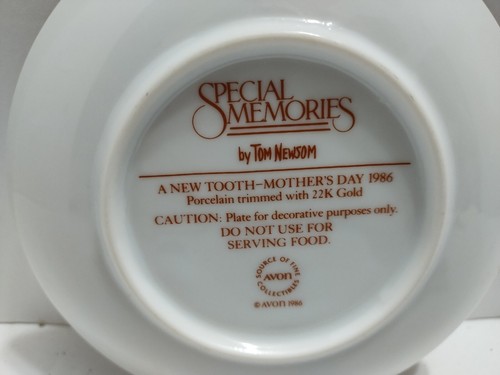 SPECIAL
MEMORIES
by TOM NEWSOM
A NEW TOOTH–MOTHER'S DAY 1986
Porcelain trimmed with 22K Gold
CAUTION: Plate for decorative purposes only.
DO NOT USE FOR
SERVING FOOD.
SOURCE OF FINE
AVON
COLLECTIBLES
© AVON 1986